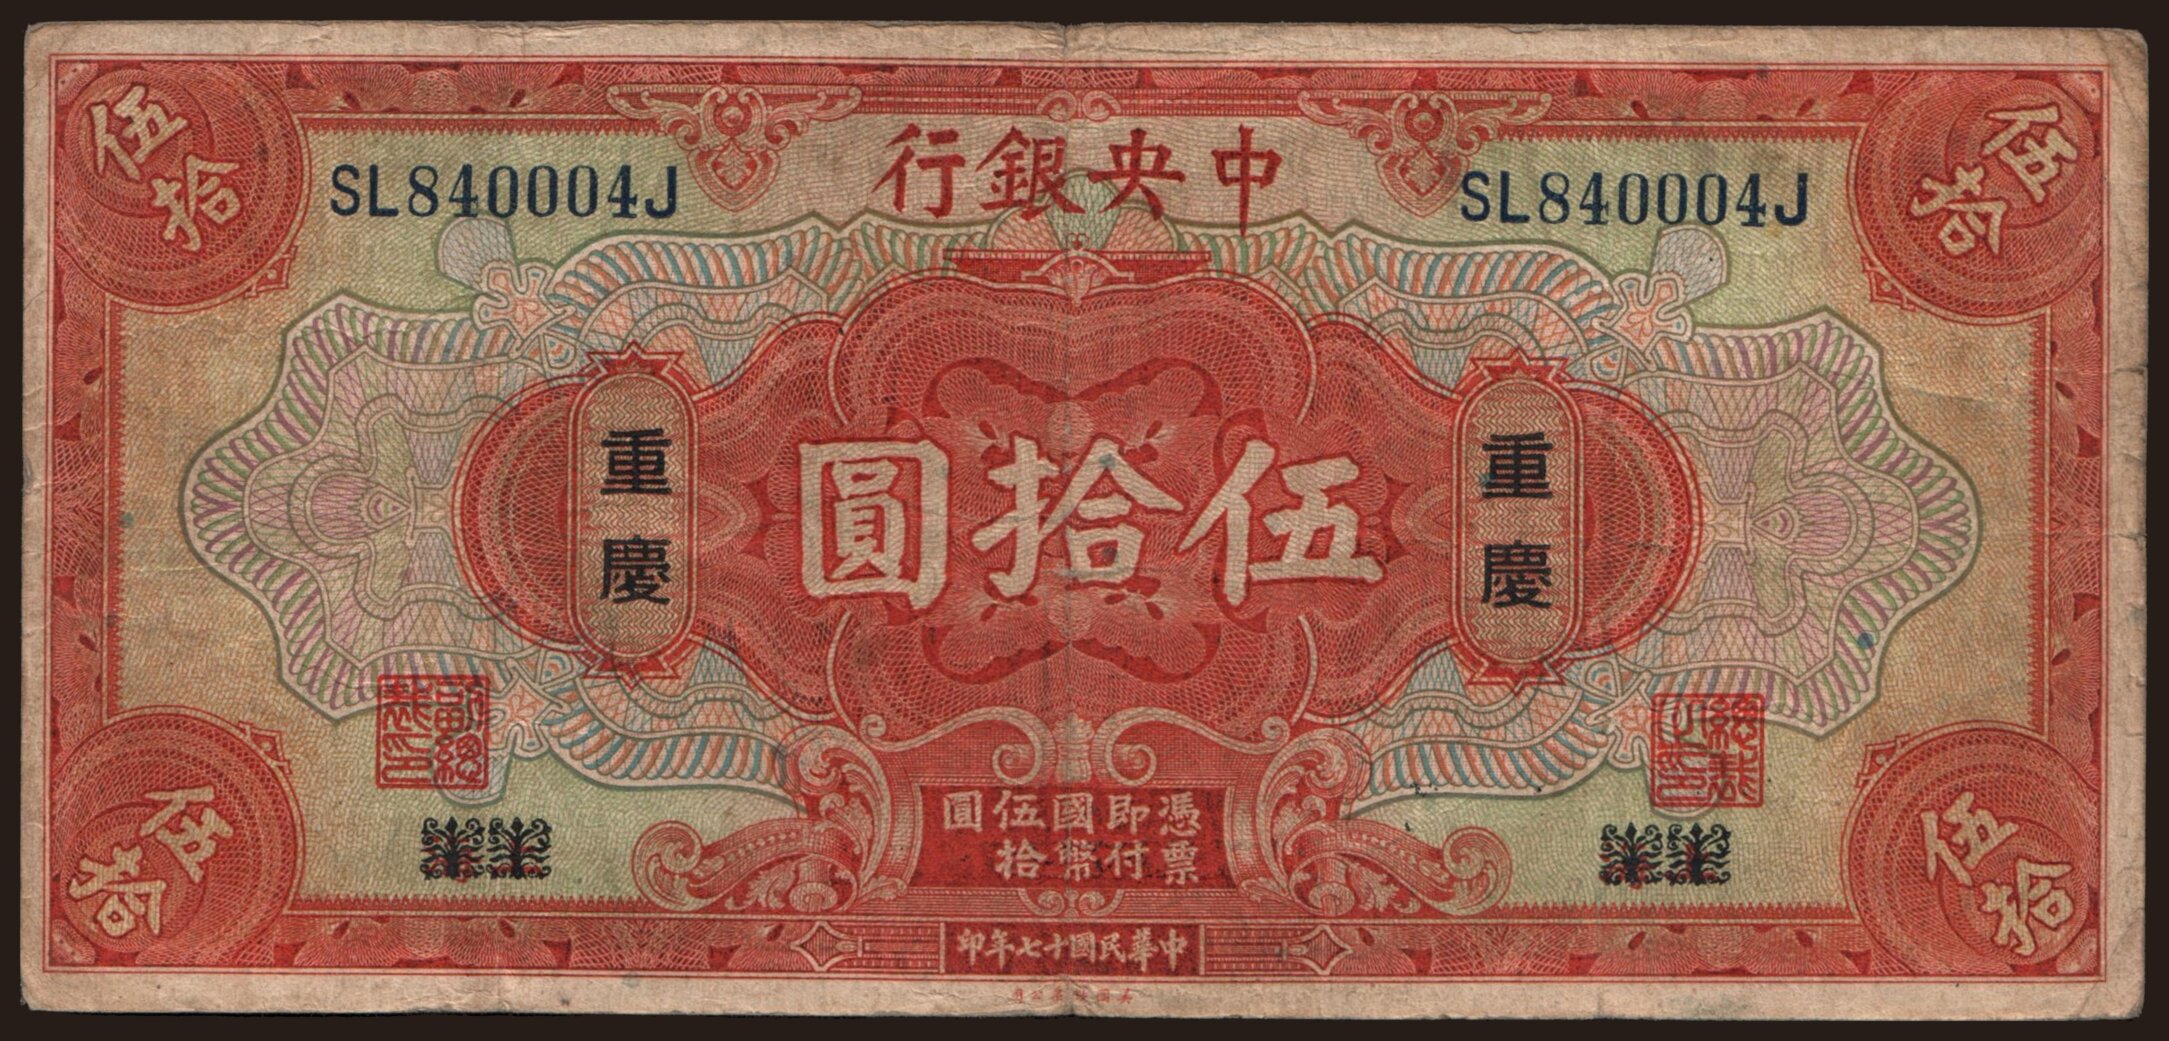 伍拾
伍拾
中央銀行
SL840004J
SL840004J
伍拾圓
重慶
重慶
憑票即付國幣伍拾圓
中華民國十七年印
伍拾
伍拾